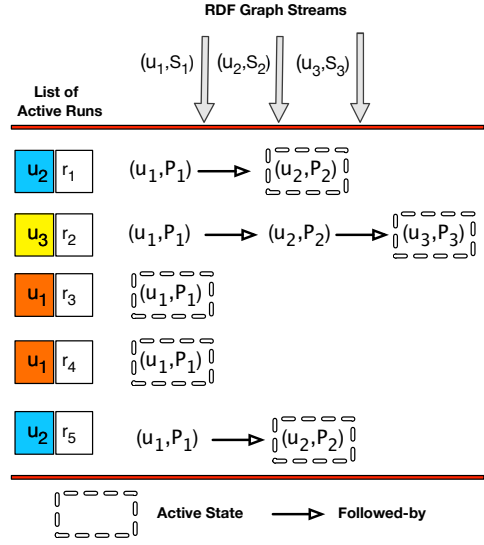 RDF Graph Streams
(u₁,S₁) (u₂,S₂) (u₃,S₃)
List of
Active Runs
u₂ r₁ (u₁,P₁) (u₂,P₂)
u₃ r₂ (u₁,P₁) (u₂,P₂) (u₃,P₃)
u₁ r₃ (u₁,P₁)
u₁ r₄ (u₁,P₁)
u₂ r₅ (u₁,P₁) (u₂,P₂)
Active State Followed-by